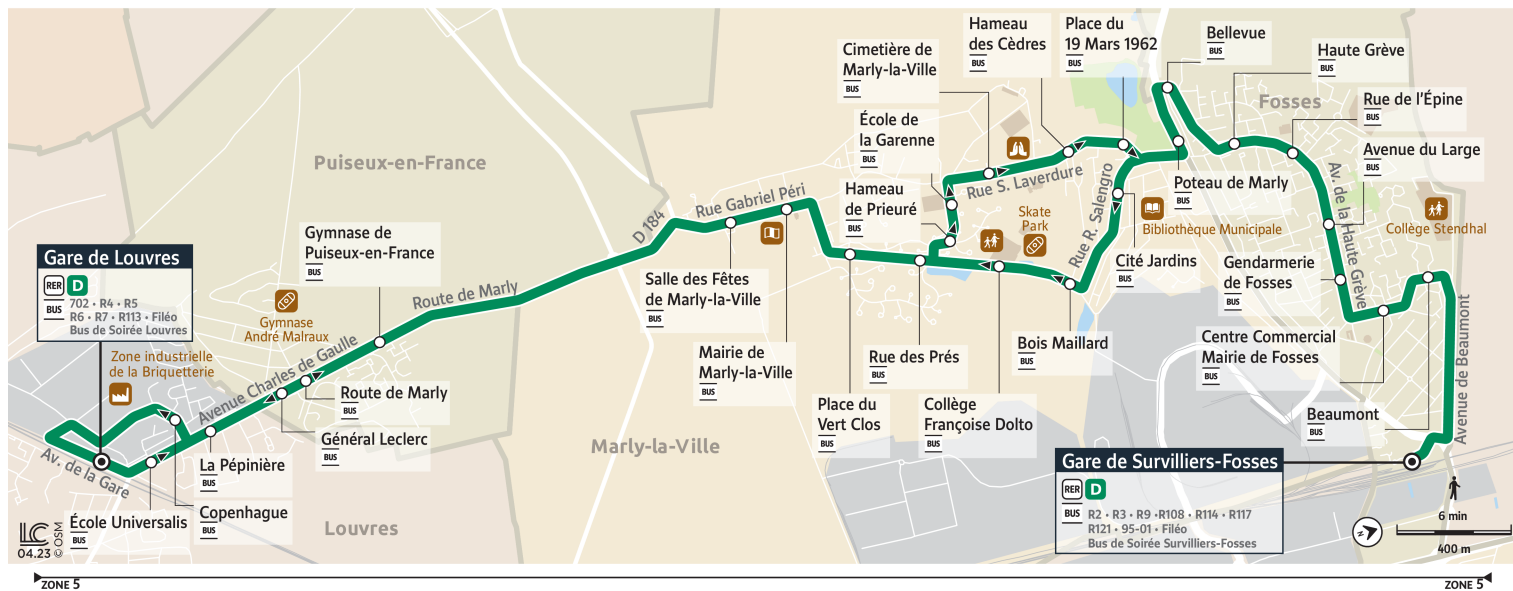 Gare de Louvres
RER D
BUS
702 • R4 • R5
R6 • R7 • R113 • Filéo
Bus de Soirée Louvres
Zone industrielle
de la Briquetterie
Gymnase
André Malraux
Puiseux-en-France
Gymnase de
Puiseux-en-France
BUS
Av. de la Gare
Avenue Charles de Gaulle
Route de Marly
D 184
Rue Gabriel Péri
Route de Marly
BUS
Général Leclerc
BUS
La Pépinière
BUS
Copenhague
BUS
École Universalis
BUS
Louvres
LC
04.23
© OSM
Salle des Fêtes
de Marly-la-Ville
BUS
Mairie de
Marly-la-Ville
BUS
Marly-la-Ville
Place du
Vert Clos
BUS
Rue des Prés
BUS
Collège
Françoise Dolto
BUS
Bois Maillard
BUS
Hameau
de Prieuré
BUS
École de
la Garenne
BUS
Cimetière de
Marly-la-Ville
BUS
Hameau
des Cèdres
BUS
Place du
19 Mars 1962
BUS
Rue S. Laverdure
Skate
Park
Rue R. Salengro
Bibliothèque Municipale
Cité Jardins
BUS
Poteau de Marly
BUS
Bellevue
BUS
Fosses
Haute Grève
BUS
Rue de l'Épine
BUS
Avenue du Large
BUS
Av. de la Haute Grève
Collège Stendhal
Gendarmerie
de Fosses
BUS
Centre Commercial
Mairie de Fosses
BUS
Beaumont
BUS
Avenue de Beaumont
Gare de Survilliers-Fosses
RER D
BUS
R2 • R3 • R9 •R108 • R114 • R117
R121 • 95-01 • Filéo
Bus de Soirée Survilliers-Fosses
N
6 min
400 m
ZONE 5
ZONE 5